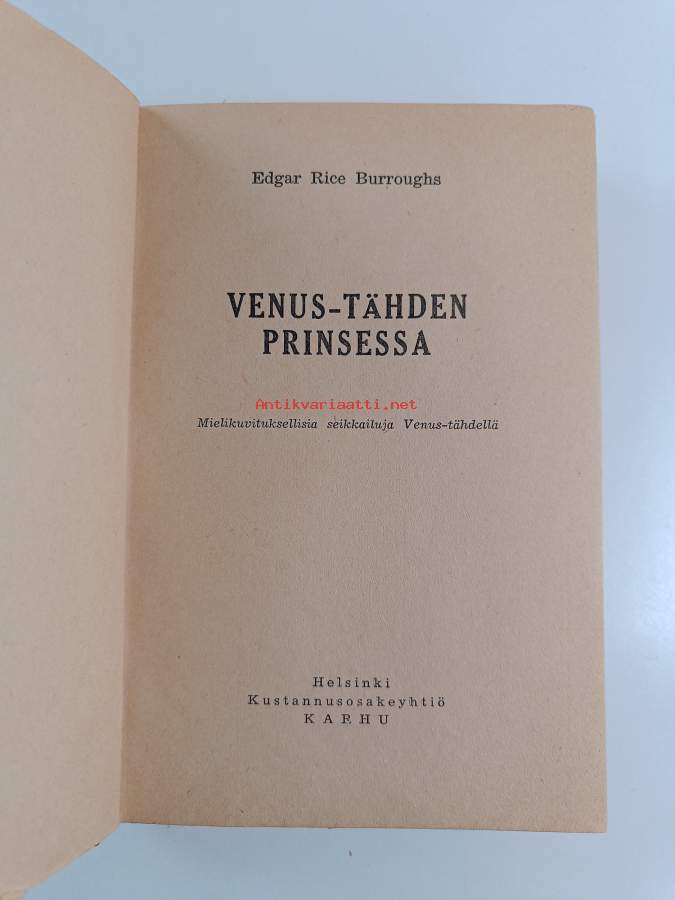 Edgar Rice Burroughs
VENUS-TÄHDEN
PRINSESSA
Antikvariaatti.net
Mielikuvituksellisia seikkailuja Venus-tähdellä
Helsinki
Kustannusosakeyhtiö
KARHU